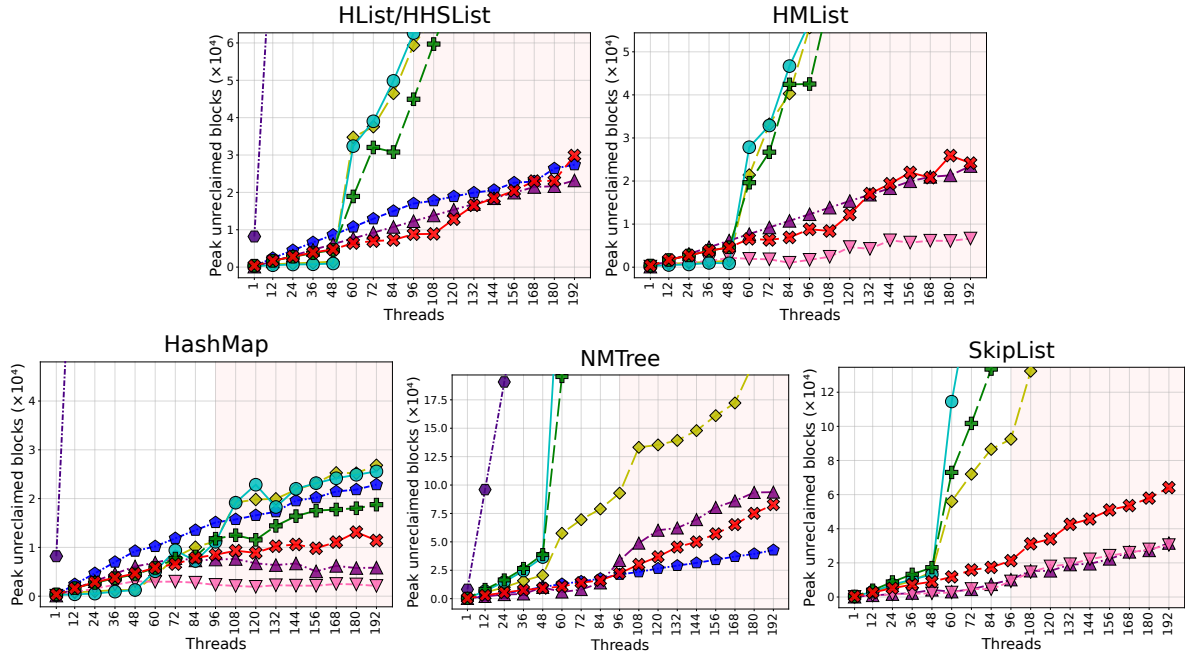 HList/HHSList
Peak unreclaimed blocks (×10⁴)
6
5
4
3
2
1
0
1 12 24 36 48 60 72 84 96 108 120 132 144 156 168 180 192
Threads
HMList
Peak unreclaimed blocks (×10⁴)
5
4
3
2
1
0
1 12 24 36 48 60 72 84 96 108 120 132 144 156 168 180 192
Threads
HashMap
Peak unreclaimed blocks (×10⁴)
4
3
2
1
0
1 12 24 36 48 60 72 84 96 108 120 132 144 156 168 180 192
Threads
NMTree
Peak unreclaimed blocks (×10⁴)
17.5
15.0
12.5
10.0
7.5
5.0
2.5
0.0
1 12 24 36 48 60 72 84 96 108 120 132 144 156 168 180 192
Threads
SkipList
Peak unreclaimed blocks (×10⁴)
12
10
8
6
4
2
0
1 12 24 36 48 60 72 84 96 108 120 132 144 156 168 180 192
Threads